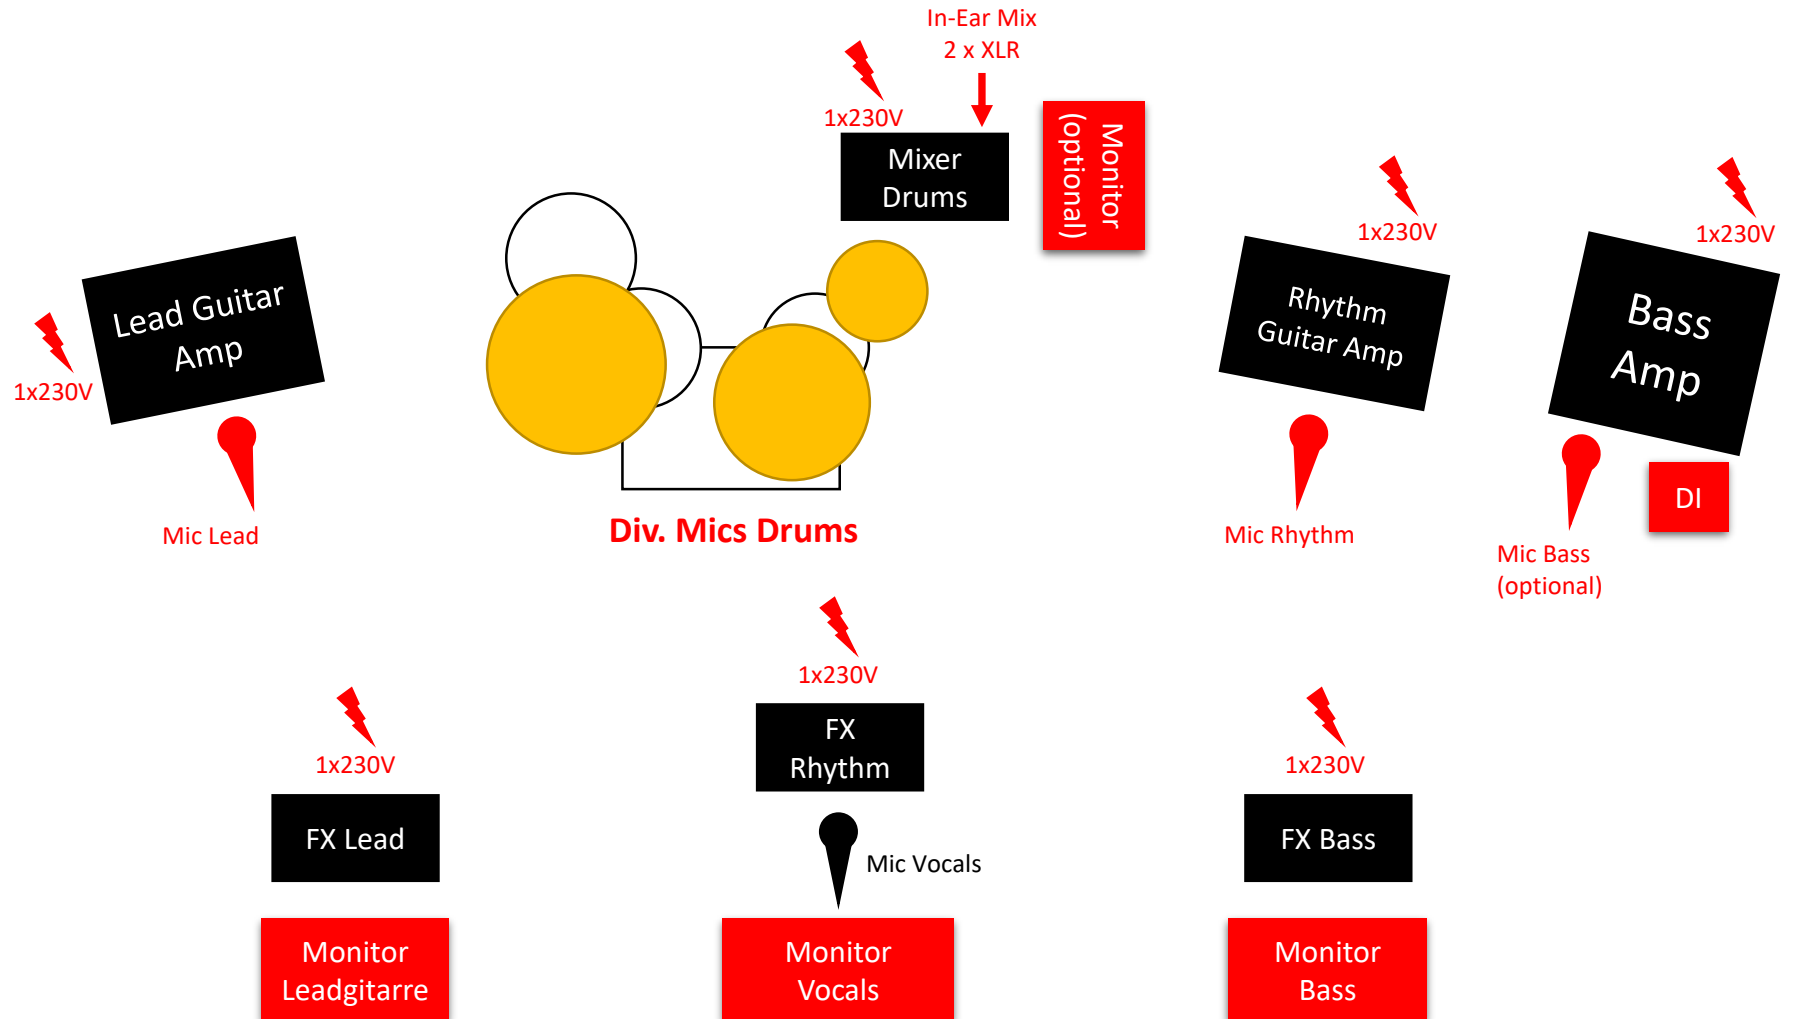 In-Ear Mix
2 x XLR
1x230V
Mixer
Drums
Monitor
(optional)
1x230V
1x230V
Lead Guitar
Amp
1x230V
Rhythm
Guitar Amp
Bass
Amp
Mic Lead
Div. Mics Drums
Mic Rhythm
DI
Mic Bass
(optional)
1x230V
FX
Rhythm
1x230V
FX Lead
1x230V
FX Bass
Mic Vocals
Monitor
Leadgitarre
Monitor
Vocals
Monitor
Bass